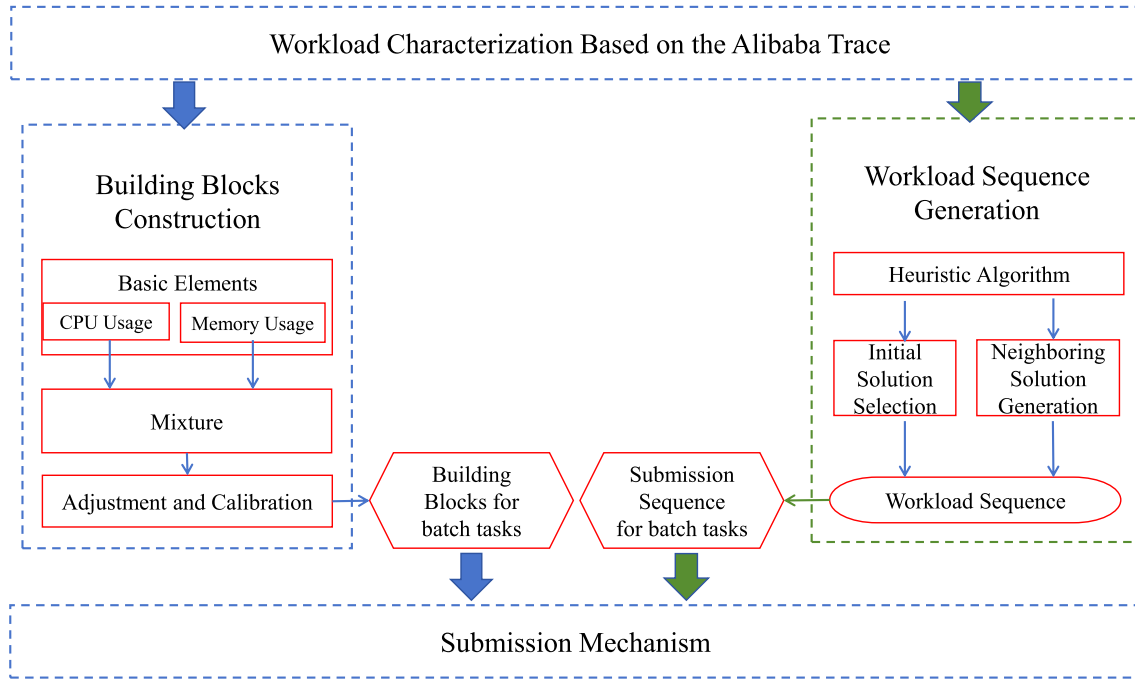 Workload Characterization Based on the Alibaba Trace
Building Blocks
Construction
Basic Elements
CPU Usage
Memory Usage
Mixture
Adjustment and Calibration
Building
Blocks for
batch tasks
Submission
Sequence
for batch tasks
Workload Sequence
Generation
Heuristic Algorithm
Initial
Solution
Selection
Neighboring
Solution
Generation
Workload Sequence
Submission Mechanism